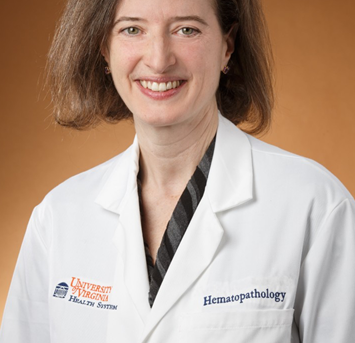 UNIVERSITY
of VIRGINIA
HEALTH SYSTEM
Hematopathology